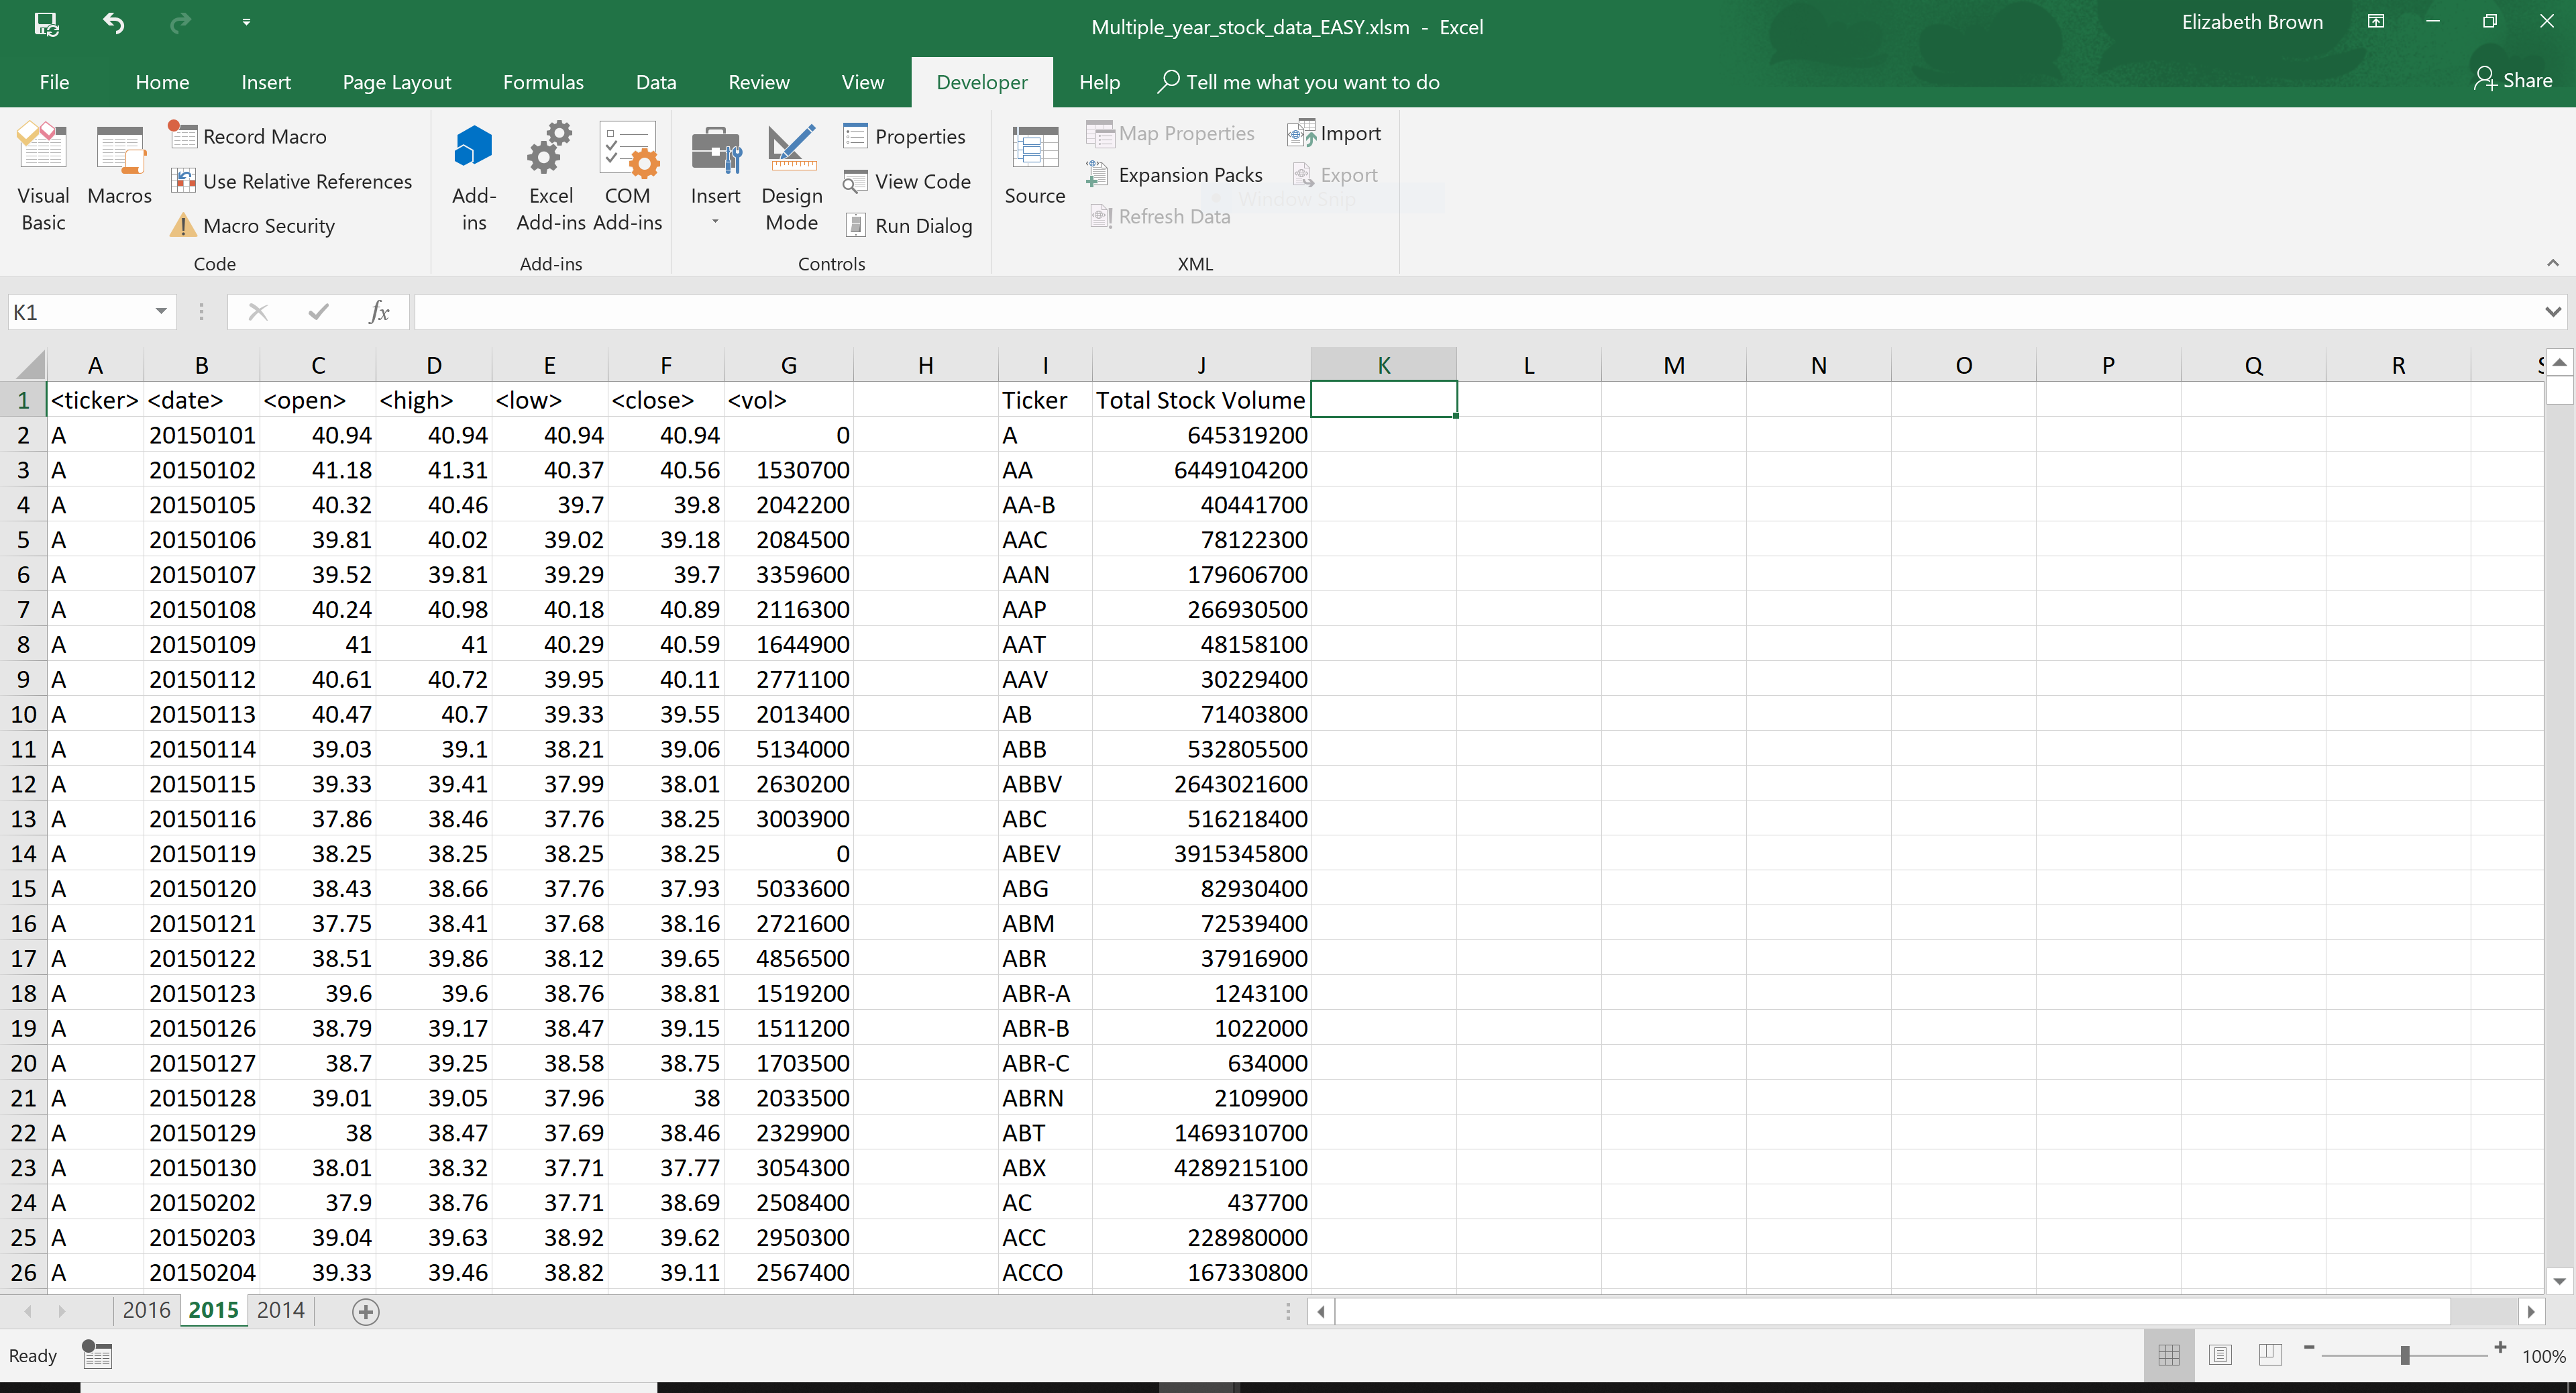 Multiple_year_stock_data_EASY.xlsm - Excel
Elizabeth Brown
File Home Insert Page Layout Formulas Data Review View Developer Help Tell me what you want to do Share
Visual Basic
Macros
Record Macro
Use Relative References
Macro Security
Code
Add-ins
Excel Add-ins
COM Add-ins
Add-ins
Insert
Design Mode
Properties
View Code
Run Dialog
Controls
Source
Map Properties
Expansion Packs
Refresh Data
Import
Export
Window Snip
XML
K1
fx
A B C D E F G H I J K L M N O P Q R S
1 <ticker> <date> <open> <high> <low> <close> <vol> Ticker Total Stock Volume
2 A 20150101 40.94 40.94 40.94 40.94 0 A 645319200
3 A 20150102 41.18 41.31 40.37 40.56 1530700 AA 6449104200
4 A 20150105 40.32 40.46 39.7 39.8 2042200 AA-B 40441700
5 A 20150106 39.81 40.02 39.02 39.18 2084500 AAC 78122300
6 A 20150107 39.52 39.81 39.29 39.7 3359600 AAN 179606700
7 A 20150108 40.24 40.98 40.18 40.89 2116300 AAP 266930500
8 A 20150109 41 41 40.29 40.59 1644900 AAT 48158100
9 A 20150112 40.61 40.72 39.95 40.11 2771100 AAV 30229400
10 A 20150113 40.47 40.7 39.33 39.55 2013400 AB 71403800
11 A 20150114 39.03 39.1 38.21 39.06 5134000 ABB 532805500
12 A 20150115 39.33 39.41 37.99 38.01 2630200 ABBV 2643021600
13 A 20150116 37.86 38.46 37.76 38.25 3003900 ABC 516218400
14 A 20150119 38.25 38.25 38.25 38.25 0 ABEV 3915345800
15 A 20150120 38.43 38.66 37.76 37.93 5033600 ABG 82930400
16 A 20150121 37.75 38.41 37.68 38.16 2721600 ABM 72539400
17 A 20150122 38.51 39.86 38.12 39.65 4856500 ABR 37916900
18 A 20150123 39.6 39.6 38.76 38.81 1519200 ABR-A 1243100
19 A 20150126 38.79 39.17 38.47 39.15 1511200 ABR-B 1022000
20 A 20150127 38.7 39.25 38.58 38.75 1703500 ABR-C 634000
21 A 20150128 39.01 39.05 37.96 38 2033500 ABRN 2109900
22 A 20150129 38 38.47 37.69 38.46 2329900 ABT 1469310700
23 A 20150130 38.01 38.32 37.71 37.77 3054300 ABX 4289215100
24 A 20150202 37.9 38.76 37.71 38.69 2508400 AC 437700
25 A 20150203 39.04 39.63 38.92 39.62 2950300 ACC 228980000
26 A 20150204 39.33 39.46 38.82 39.11 2567400 ACCO 167330800
2016 2015 2014
Ready
100%